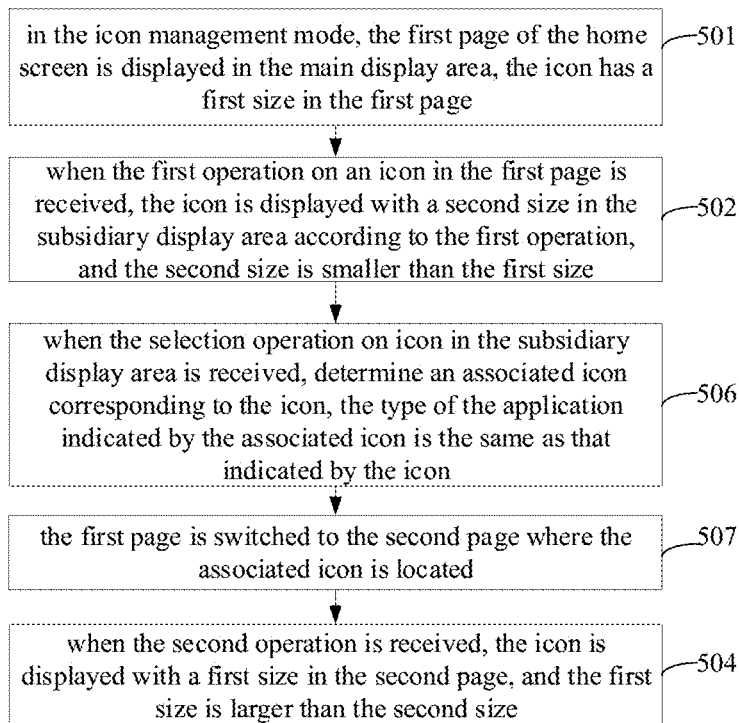 in the icon management mode, the first page of the home
screen is displayed in the main display area, the icon has a
first size in the first page
501
when the first operation on an icon in the first page is
received, the icon is displayed with a second size in the
subsidiary display area according to the first operation,
and the second size is smaller than the first size
502
when the selection operation on icon in the subsidiary
display area is received, determine an associated icon
corresponding to the icon, the type of the application
indicated by the associated icon is the same as that
indicated by the icon
506
the first page is switched to the second page where the
associated icon is located
507
when the second operation is received, the icon is
displayed with a first size in the second page, and the first
size is larger than the second size
504